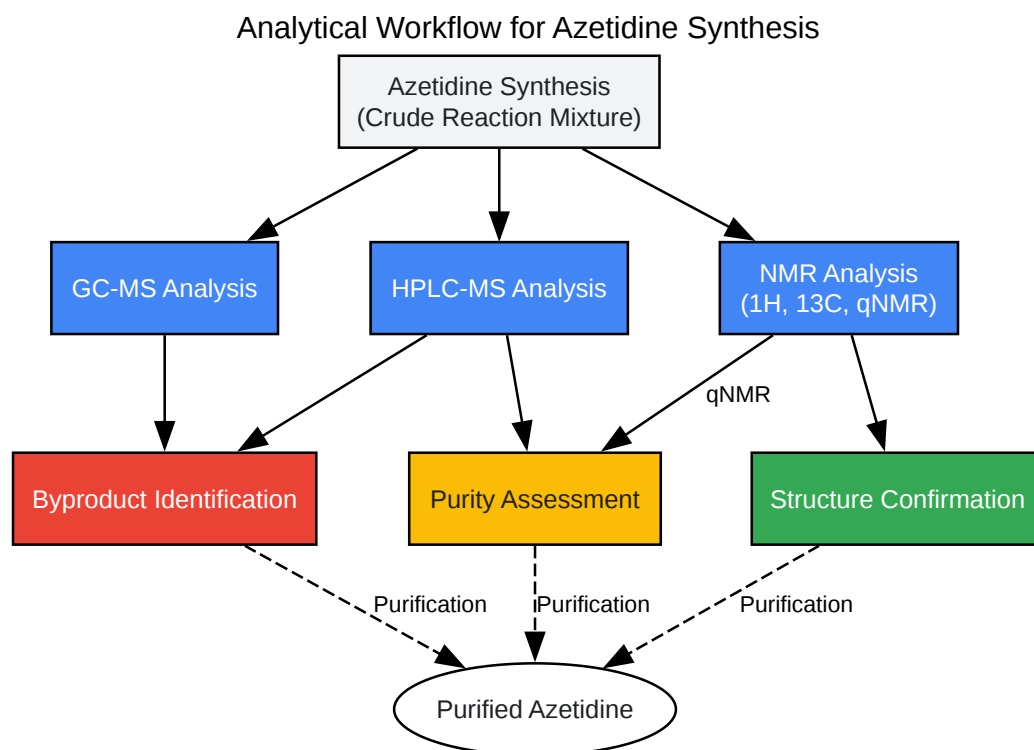 Analytical Workflow for Azetidine Synthesis
Azetidine Synthesis
(Crude Reaction Mixture)
GC-MS Analysis
HPLC-MS Analysis
NMR Analysis
(1H, 13C, qNMR)
qNMR
Byproduct Identification
Purity Assessment
Structure Confirmation
Purification
Purification
Purification
Purified Azetidine